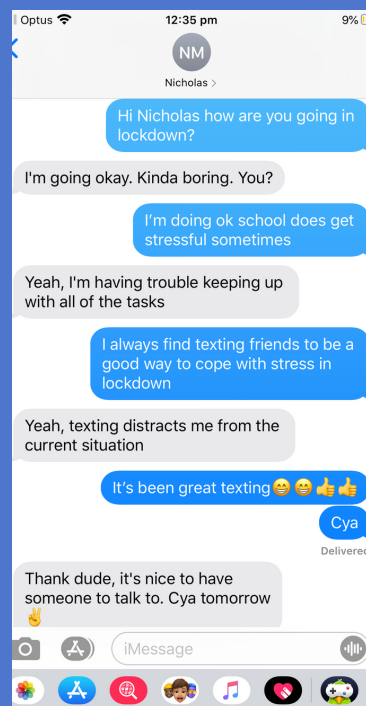 Optus 12:35 pm 9%
NM
Nicholas >
Hi Nicholas how are you going in
lockdown?
I'm going okay. Kinda boring. You?
I'm doing ok school does get
stressful sometimes
Yeah, I'm having trouble keeping up
with all of the tasks
I always find texting friends to be a
good way to cope with stress in
lockdown
Yeah, texting distracts me from the
current situation
It's been great texting😁😁👍👍
Cya
Delivered
Thank dude, it's nice to have
someone to talk to. Cya tomorrow
✌️
iMessage